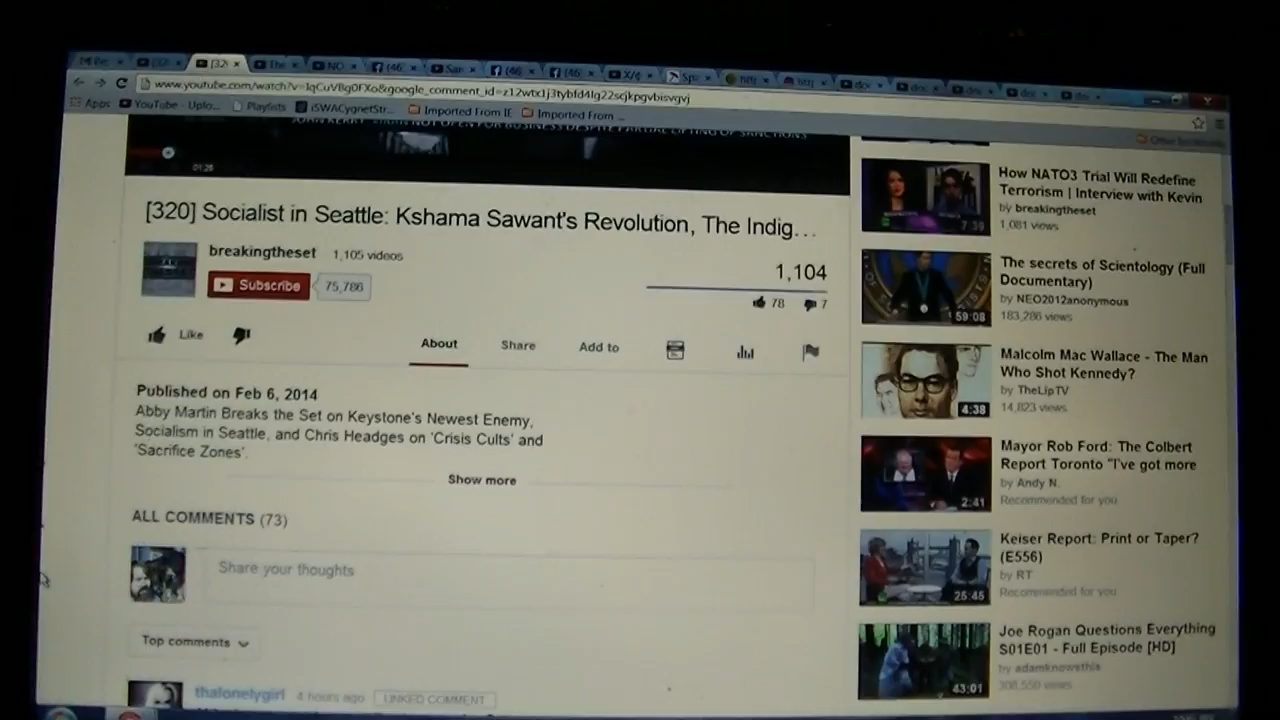 www.youtube.com/watch?v=IqCuV8g0FXo&google_comment_id=z12wtx1j3tybfd4lg22scjkpgvbisvgvj
Apps YouTube - Uplo... Playlists iSWACygnetStr... Imported From IE Imported From ...
Other bookmarks
01:26
[320] Socialist in Seattle: Kshama Sawant's Revolution, The Indig...
breakingtheset 1,105 videos
Subscribe 75,786
1,104
78 7
Like
About Share Add to
Published on Feb 6, 2014
Abby Martin Breaks the Set on Keystone's Newest Enemy,
Socialism in Seattle, and Chris Headges on 'Crisis Cults' and
'Sacrifice Zones'.
Show more
ALL COMMENTS (73)
Share your thoughts
Top comments
thalonelygirl 4 hours ago LINKED COMMENT
How NATO3 Trial Will Redefine
Terrorism | Interview with Kevin
by breakingtheset
1,081 views
7:39
The secrets of Scientology (Full
Documentary)
by NEO2012anonymous
183,286 views
59:08
Malcolm Mac Wallace - The Man
Who Shot Kennedy?
by TheLipTV
14,823 views
4:38
Mayor Rob Ford: The Colbert
Report Toronto "I've got more
by Andy N.
Recommended for you
2:41
Keiser Report: Print or Taper?
(E556)
by RT
Recommended for you
25:45
Joe Rogan Questions Everything
S01E01 - Full Episode [HD]
by adamknowsthis
308,550 views
43:01